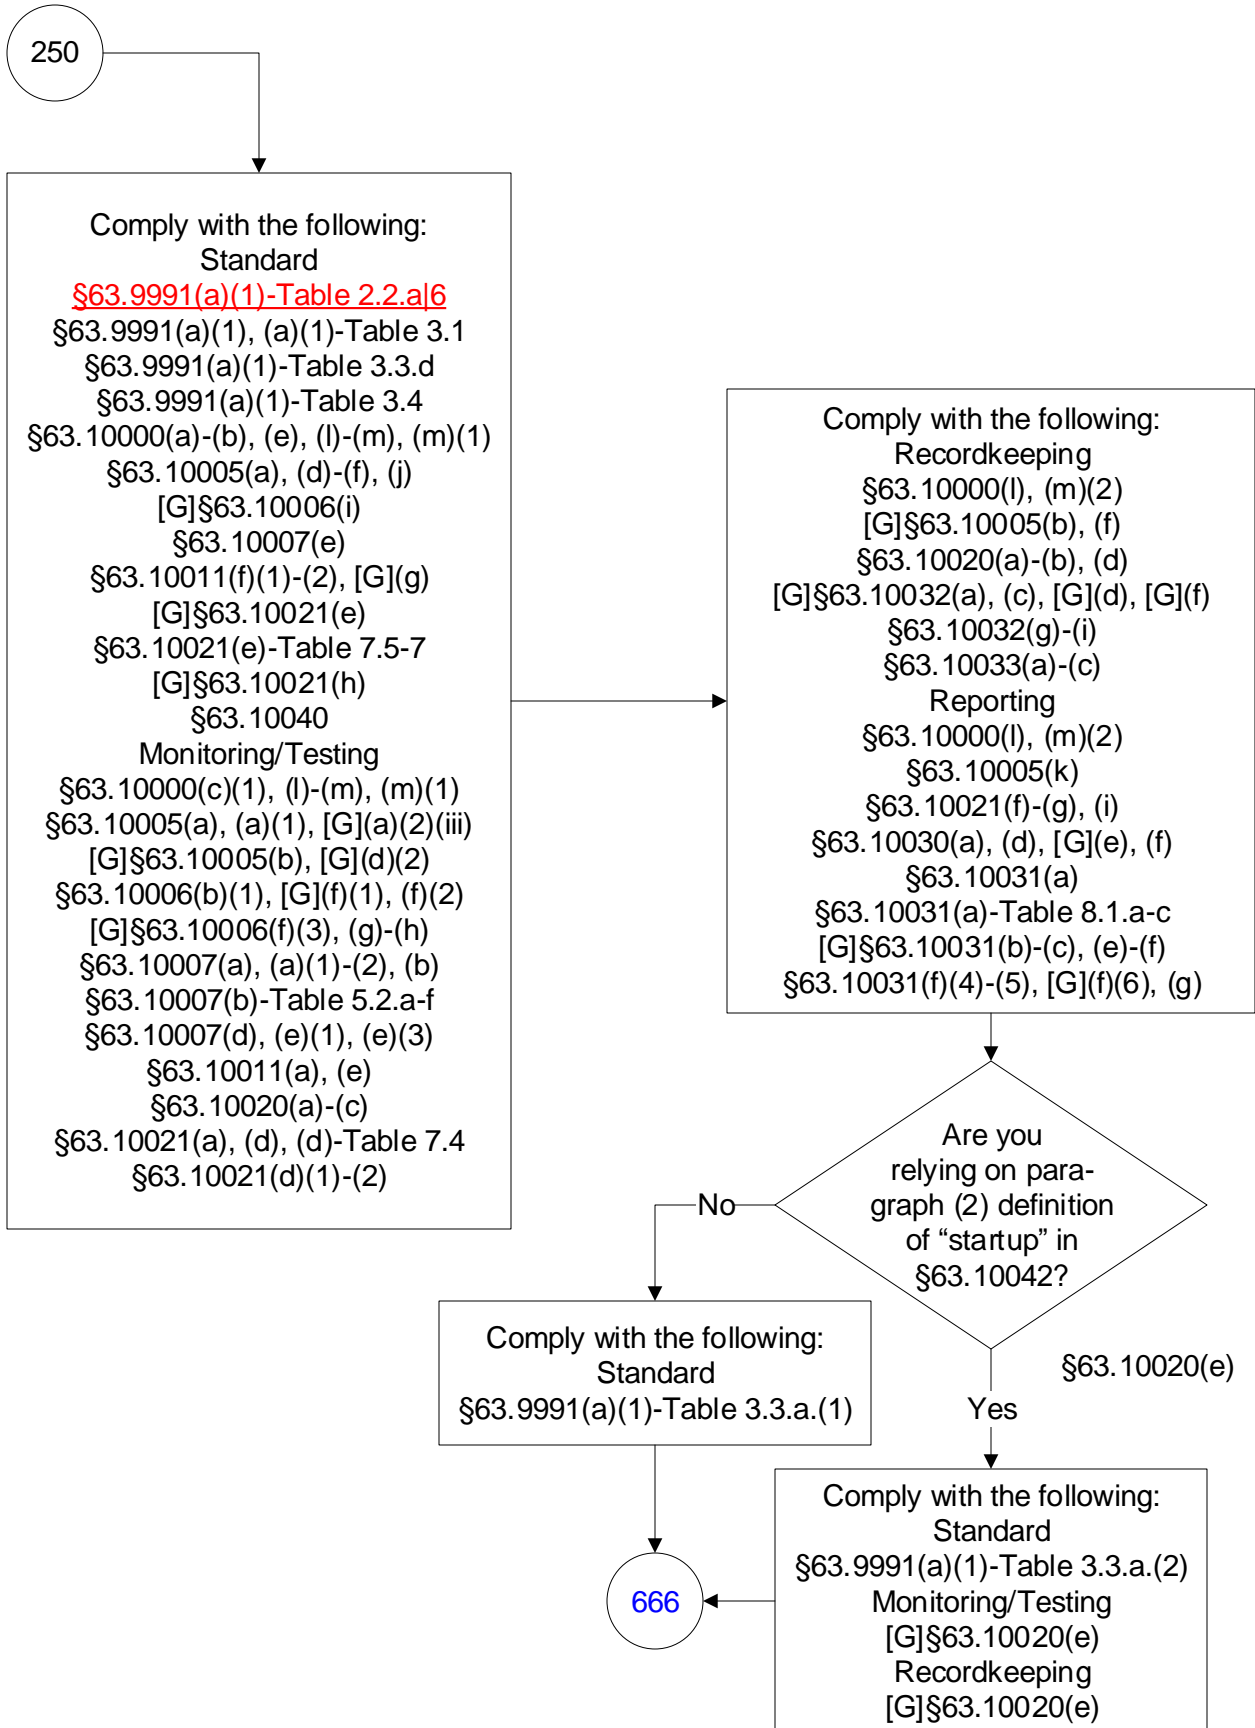 250
Comply with the following:
Standard
§63.9991(a)(1)-Table 2.2.a|6
§63.9991(a)(1), (a)(1)-Table 3.1
§63.9991(a)(1)-Table 3.3.d
§63.9991(a)(1)-Table 3.4
§63.10000(a)-(b), (e), (l)-(m), (m)(1)
§63.10005(a), (d)-(f), (j)
[G]§63.10006(i)
§63.10007(e)
§63.10011(f)(1)-(2), [G](g)
[G]§63.10021(e)
§63.10021(e)-Table 7.5-7
[G]§63.10021(h)
§63.10040
Monitoring/Testing
§63.10000(c)(1), (l)-(m), (m)(1)
§63.10005(a), (a)(1), [G](a)(2)(iii)
[G]§63.10005(b), [G](d)(2)
§63.10006(b)(1), [G](f)(1), (f)(2)
[G]§63.10006(f)(3), (g)-(h)
§63.10007(a), (a)(1)-(2), (b)
§63.10007(b)-Table 5.2.a-f
§63.10007(d), (e)(1), (e)(3)
§63.10011(a), (e)
§63.10020(a)-(c)
§63.10021(a), (d), (d)-Table 7.4
§63.10021(d)(1)-(2)
Comply with the following:
Recordkeeping
§63.10000(l), (m)(2)
[G]§63.10005(b), (f)
§63.10020(a)-(b), (d)
[G]§63.10032(a), (c), [G](d), [G](f)
§63.10032(g)-(i)
§63.10033(a)-(c)
Reporting
§63.10000(l), (m)(2)
§63.10005(k)
§63.10021(f)-(g), (i)
§63.10030(a), (d), [G](e), (f)
§63.10031(a)
§63.10031(a)-Table 8.1.a-c
[G]§63.10031(b)-(c), (e)-(f)
§63.10031(f)(4)-(5), [G](f)(6), (g)
Are you
relying on para-
graph (2) definition
of “startup” in
§63.10042?
No
Comply with the following:
Standard
§63.9991(a)(1)-Table 3.3.a.(1)
§63.10020(e)
Yes
Comply with the following:
Standard
§63.9991(a)(1)-Table 3.3.a.(2)
Monitoring/Testing
[G]§63.10020(e)
Recordkeeping
[G]§63.10020(e)
666